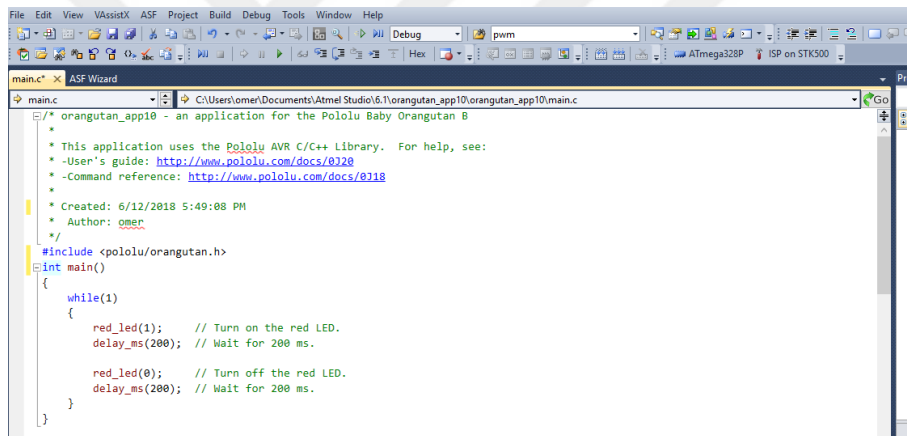 File Edit View VAssistX ASF Project Build Debug Tools Window Help
Debug pwm
Hex ATmega328P ISP on STK500
main.c* ASF Wizard Pr
main.c C:\Users\omer\Documents\Atmel Studio\6.1\orangutan_app10\orangutan_app10\main.c Go
/* orangutan_app10 - an application for the Pololu Baby Orangutan B
*
* This application uses the Pololu AVR C/C++ Library. For help, see:
* -User's guide: http://www.pololu.com/docs/0J20
* -Command reference: http://www.pololu.com/docs/0J18
*
* Created: 6/12/2018 5:49:08 PM
* Author: omer
*/
#include <pololu/orangutan.h>
int main()
{
while(1)
{
red_led(1); // Turn on the red LED.
delay_ms(200); // Wait for 200 ms.
red_led(0); // Turn off the red LED.
delay_ms(200); // Wait for 200 ms.
}
}